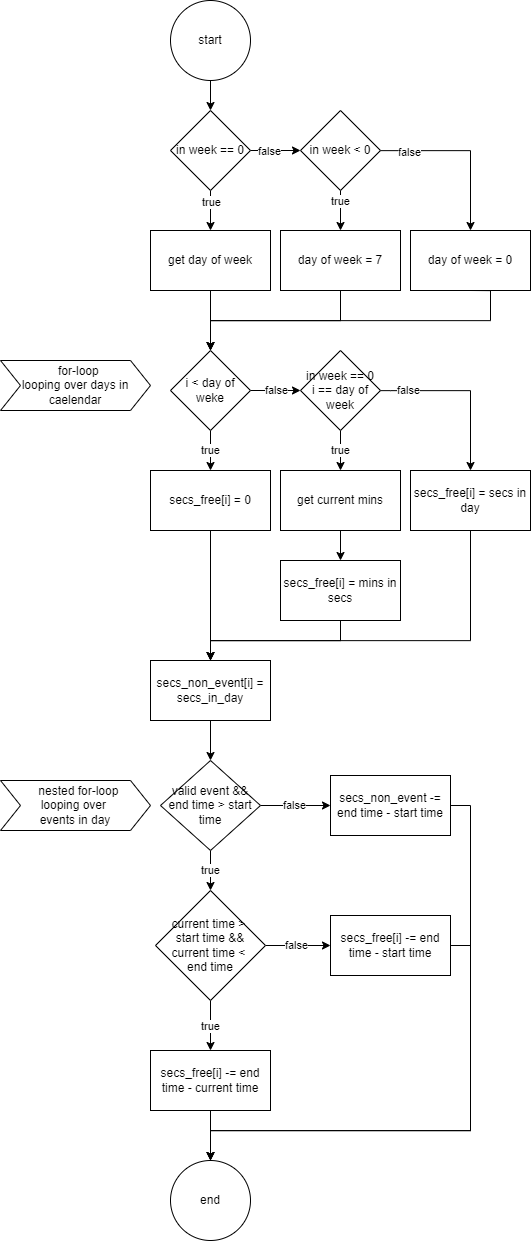 start
in week == 0
false
in week < 0
false
true
true
get day of week
day of week = 7
day of week = 0
for-loop
looping over days in
caelendar
i < day of
weke
false
in week == 0
i == day of
week
false
true
true
secs_free[i] = 0
get current mins
secs_free[i] = secs in
day
secs_free[i] = mins in
secs
secs_non_event[i] =
secs_in_day
nested for-loop
looping over
events in day
valid event &&
end time > start
time
false
secs_non_event -=
end time - start time
true
current time >
start time &&
current time <
end time
false
secs_free[i] -= end
time - start time
true
secs_free[i] -= end
time - current time
end